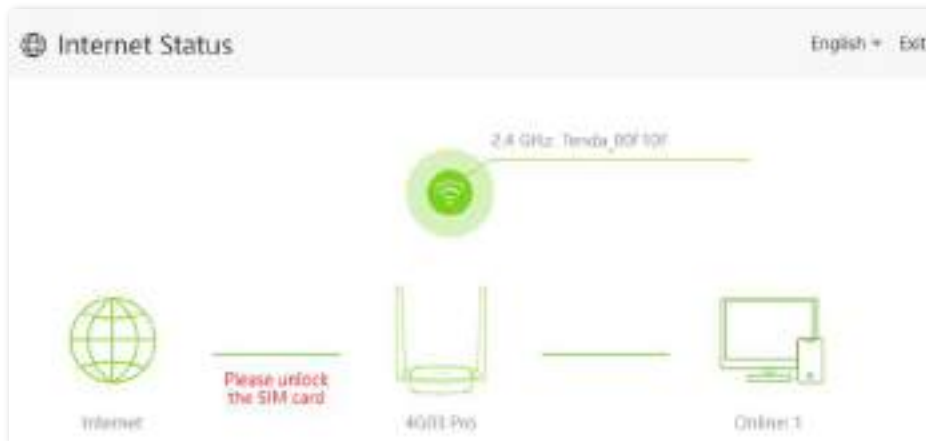 Internet Status
English Exit
2.4 GHz: Tenda_
Please unlock
the SIM card
Internet
4G03 Pro
Online: 1